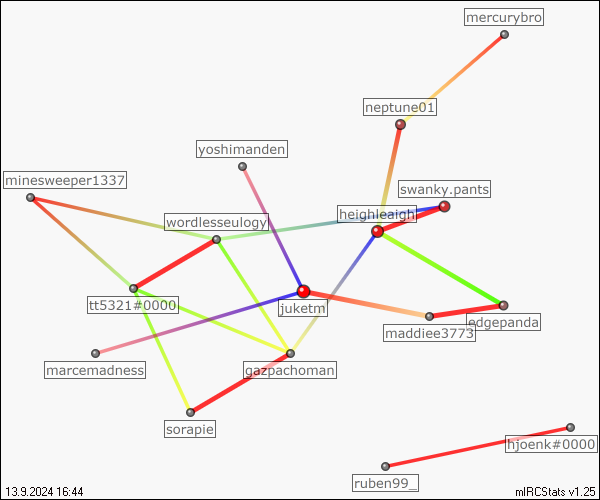 mercurybro
neptune01
yoshimanden
minesweeper1337
swanky.pants
heighleaigh
wordlesseulogy
tt5321#0000
juketm
edgepanda
maddiee3773
marcemadness
gazpachoman
sorapie
hjoenk#0000
ruben99_
13.9.2024 16:44
mIRCStats v1.25